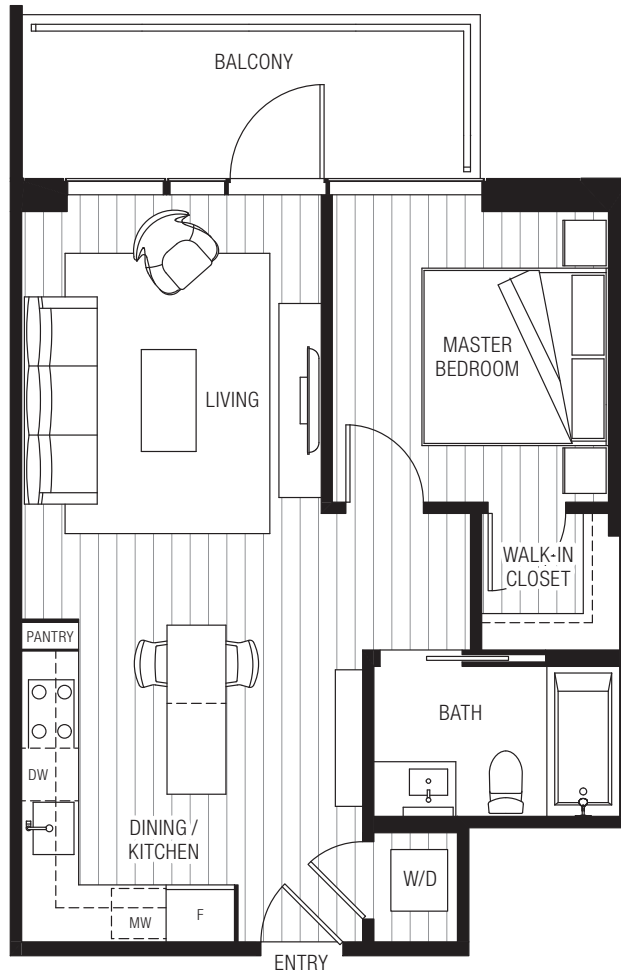 BALCONY
MASTER
BEDROOM
LIVING
WALK-IN
CLOSET
PANTRY
BATH
DW
DINING /
KITCHEN
W/D
MW
F
ENTRY